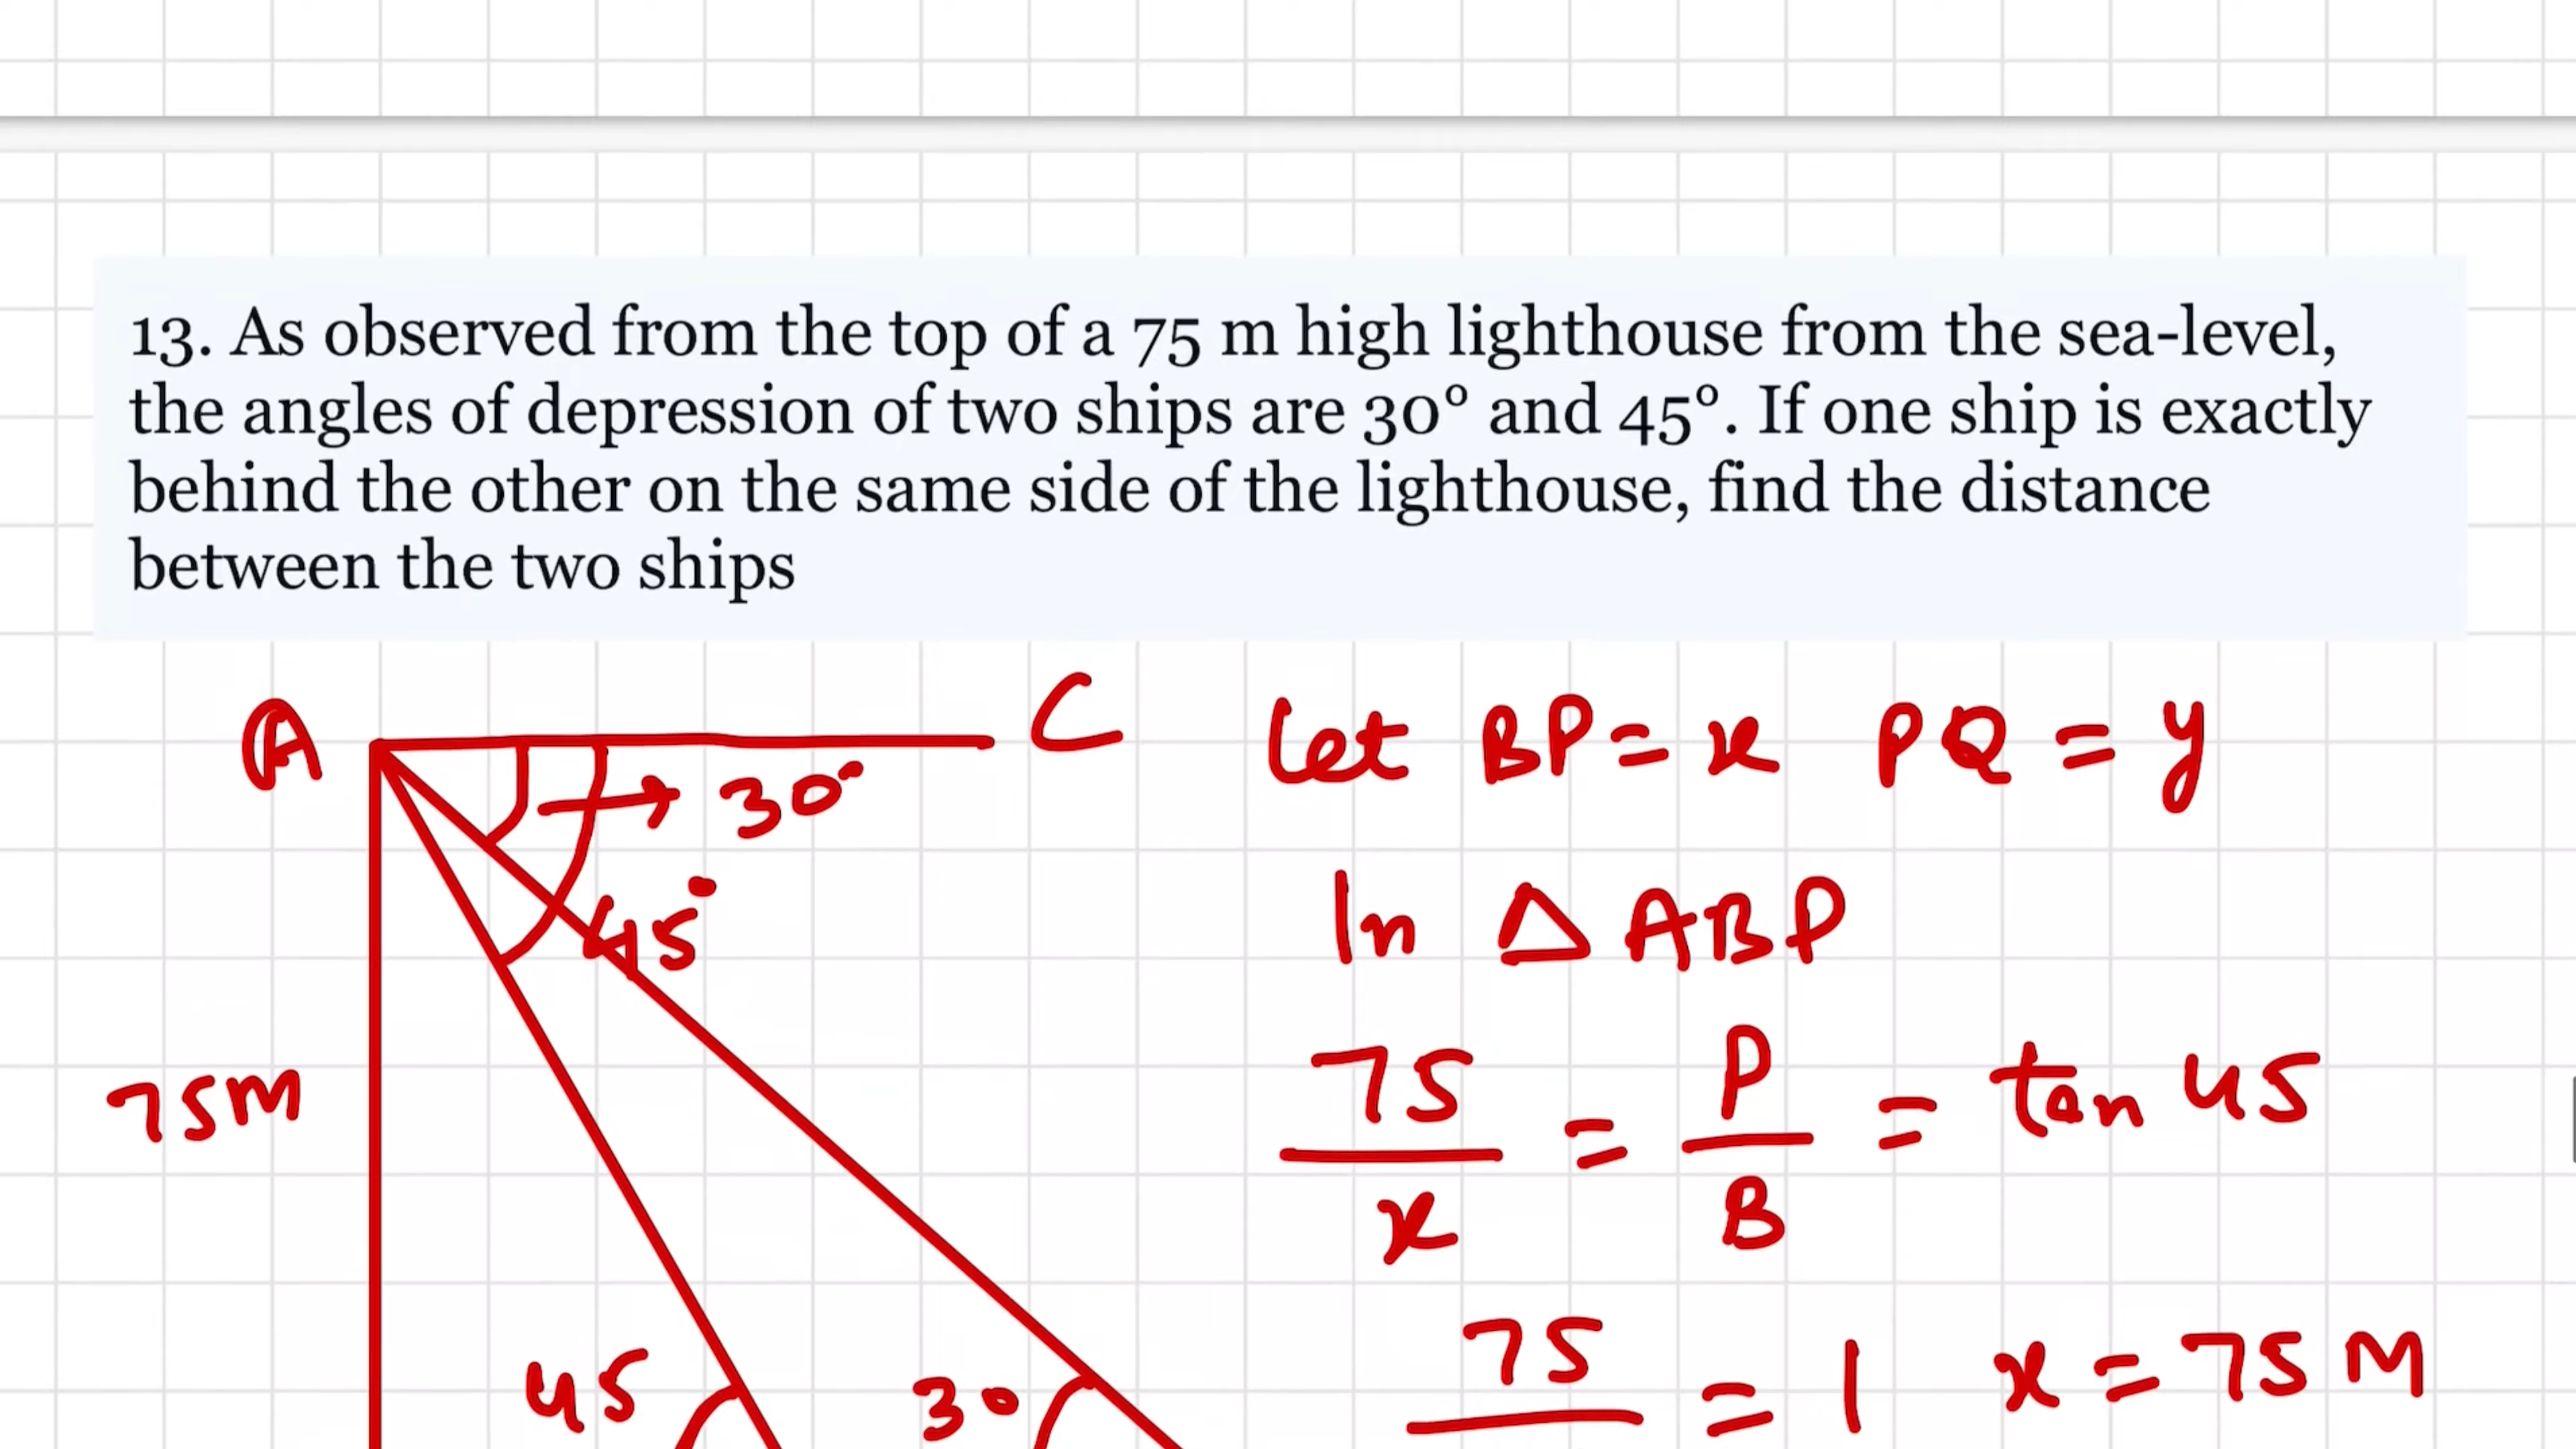 13. As observed from the top of a 75 m high lighthouse from the sea-level,
the angles of depression of two ships are 30° and 45°. If one ship is exactly
behind the other on the same side of the lighthouse, find the distance
between the two ships
A
C
30°
45°
75M
45
30
Let BP = x PQ = y
In △ ABP
75/x = P/B = tan 45
75
= 1 x = 75 M